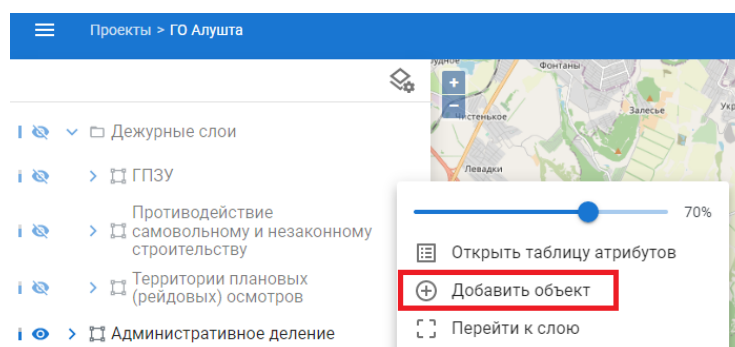 Проекты > ГО Алушта
Фонтаны
Залесье
Чистенькое
Левадки
Дежурные слои
ГПЗУ
Противодействие
самовольному и незаконному
строительству
Территории плановых
(рейдовых) осмотров
Административное деление
70%
Открыть таблицу атрибутов
Добавить объект
Перейти к слою